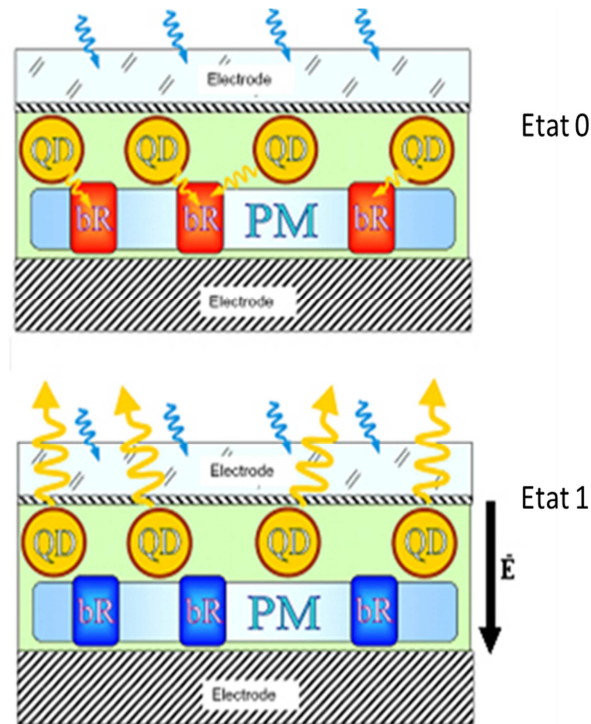 Electrode
Etat 0
QD QD QD QD
bR bR PM bR
Electrode
Electrode
Etat 1
QD QD QD QD
Ē
bR bR PM bR
Electrode